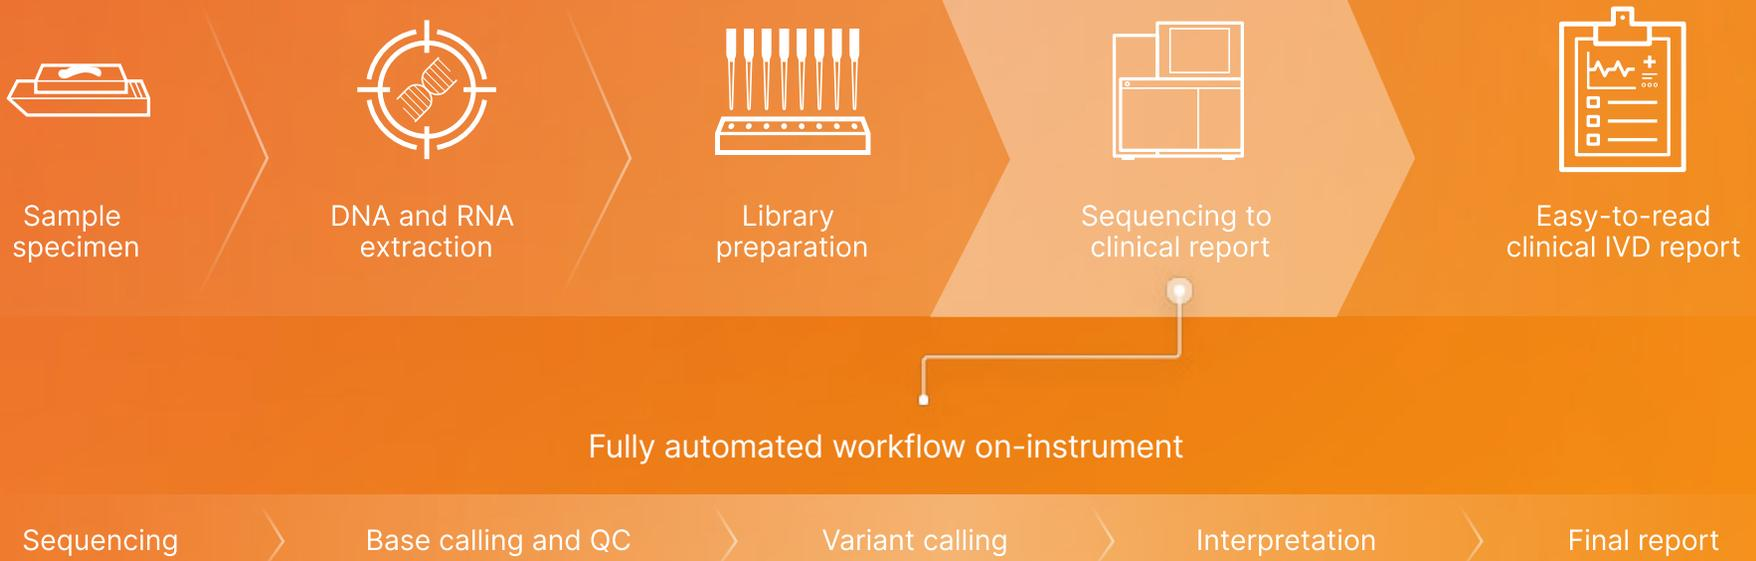 Sample
specimen
DNA and RNA
extraction
Library
preparation
Sequencing to
clinical report
Easy-to-read
clinical IVD report
Fully automated workflow on-instrument
Sequencing
Base calling and QC
Variant calling
Interpretation
Final report